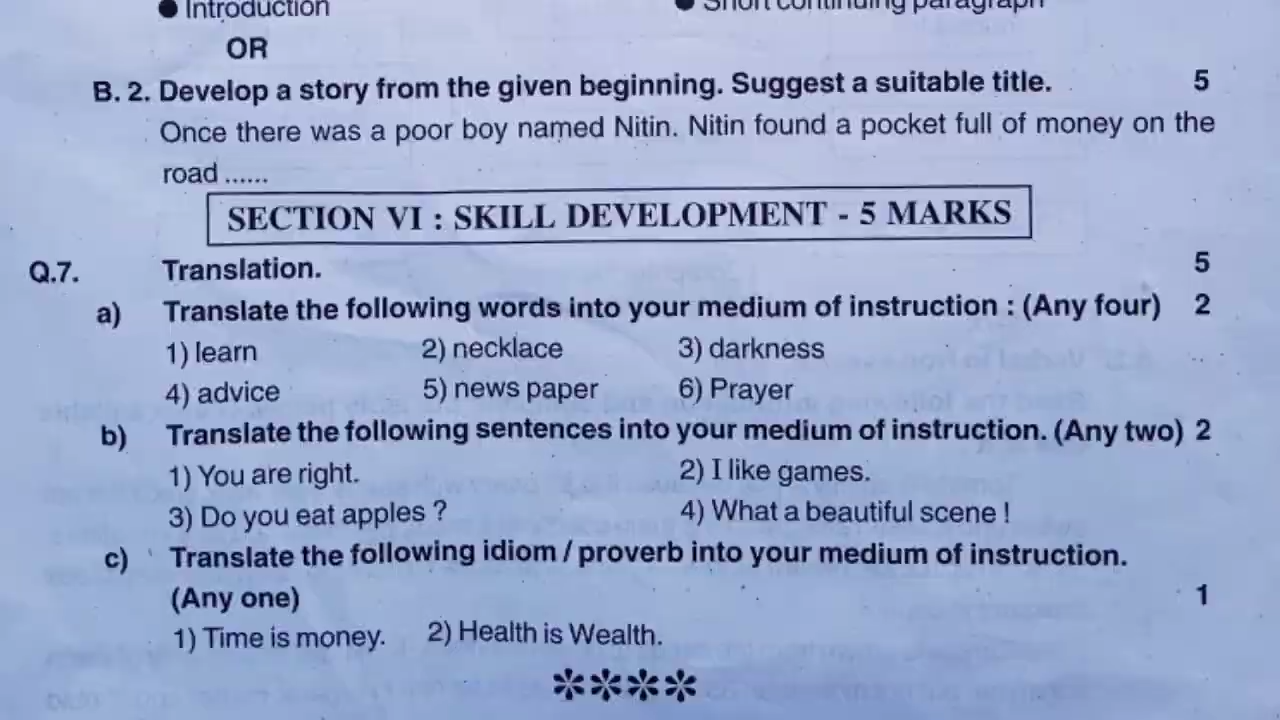 ● Introduction ● Short continuing paragraph
OR
B. 2. Develop a story from the given beginning. Suggest a suitable title. 5
Once there was a poor boy named Nitin. Nitin found a pocket full of money on the
road ......
SECTION VI : SKILL DEVELOPMENT - 5 MARKS
Q.7. Translation. 5
a) Translate the following words into your medium of instruction : (Any four) 2
1) learn 2) necklace 3) darkness
4) advice 5) news paper 6) Prayer
b) Translate the following sentences into your medium of instruction. (Any two) 2
1) You are right. 2) I like games.
3) Do you eat apples ? 4) What a beautiful scene !
c) Translate the following idiom / proverb into your medium of instruction.
(Any one) 1
1) Time is money. 2) Health is Wealth.
✻✻✻✻